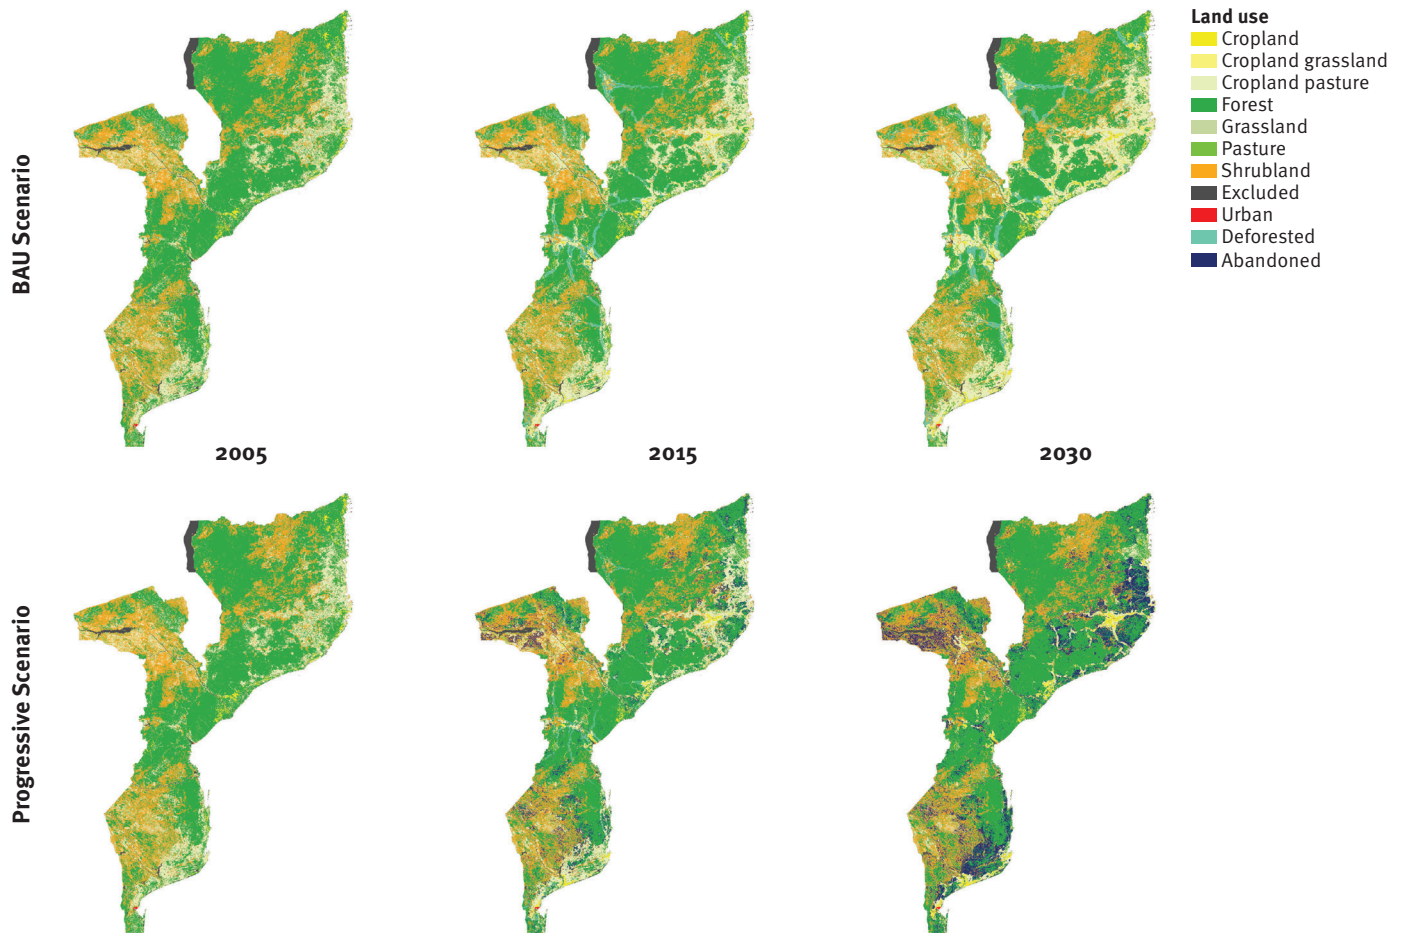 BAU Scenario
2005
2015
2030
Progressive Scenario
Land use
Cropland
Cropland grassland
Cropland pasture
Forest
Grassland
Pasture
Shrubland
Excluded
Urban
Deforested
Abandoned